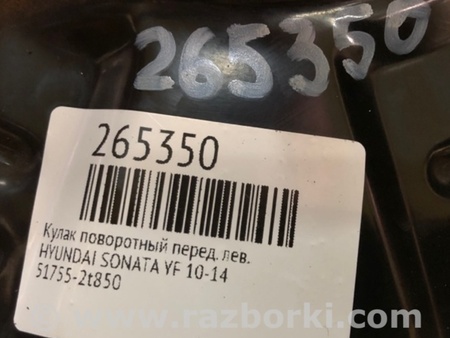 265350
265350
Кулак поворотный перед. лев.
HYUNDAI SONATA YF 10-14
51755-2t850
www.razborki.com